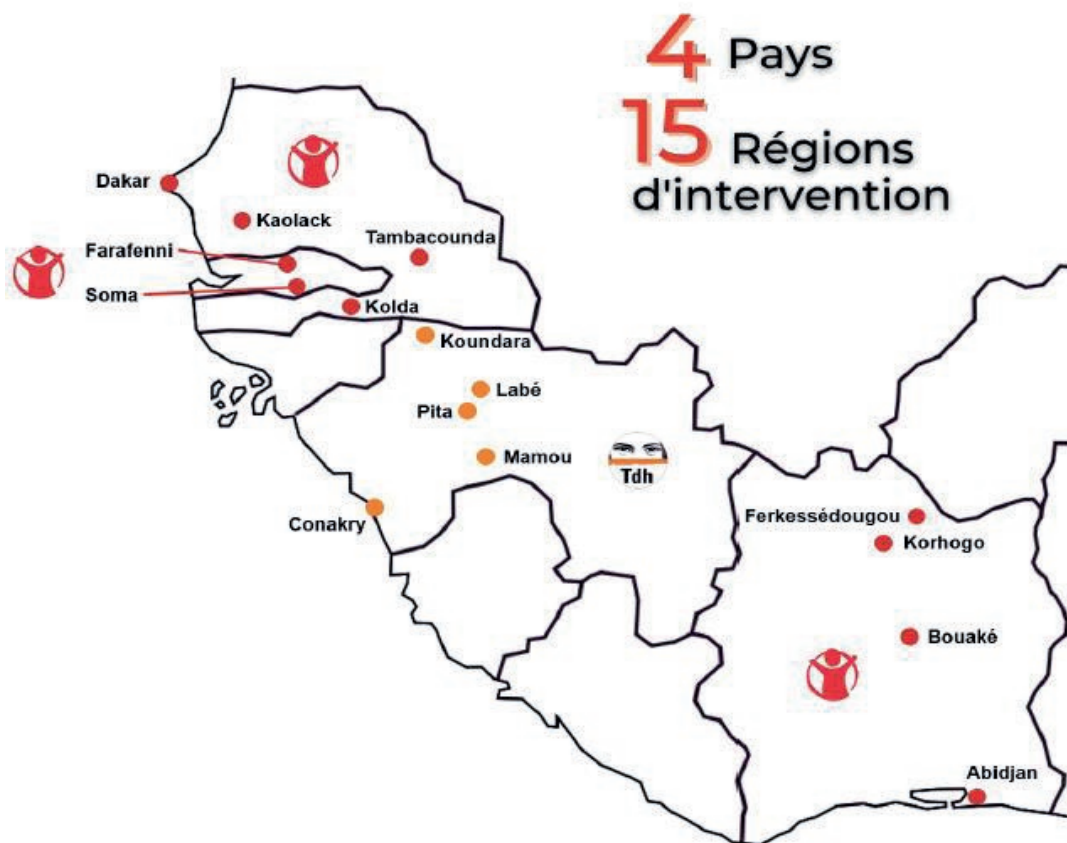 4 Pays
15 Régions
d'intervention
Dakar
Kaolack
Farafenni
Tambacounda
Soma
Kolda
Koundara
Labé
Pita
Mamou
Tdh
Conakry
Ferkessédougou
Korhogo
Bouaké
Abidjan